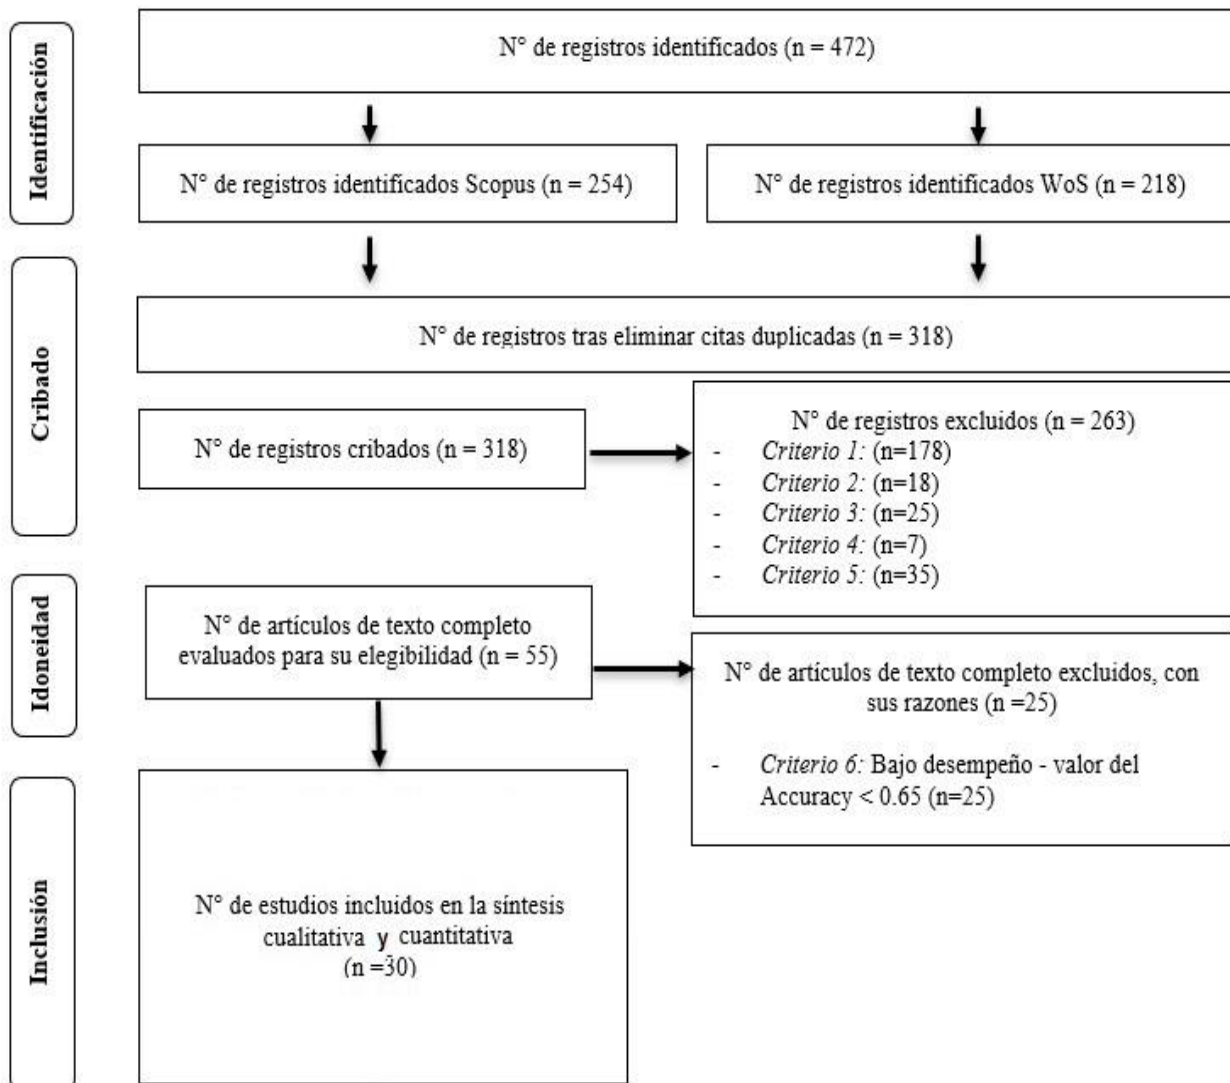 Identificación
N° de registros identificados (n = 472)
N° de registros identificados Scopus (n = 254)
N° de registros identificados WoS (n = 218)
Cribado
N° de registros tras eliminar citas duplicadas (n = 318)
N° de registros cribados (n = 318)
N° de registros excluidos (n = 263)
- Criterio 1: (n=178)
- Criterio 2: (n=18)
- Criterio 3: (n=25)
- Criterio 4: (n=7)
- Criterio 5: (n=35)
Idoneidad
N° de artículos de texto completo
evaluados para su elegibilidad (n = 55)
N° de artículos de texto completo excluidos, con
sus razones (n =25)
- Criterio 6: Bajo desempeño - valor del
Accuracy < 0.65 (n=25)
Inclusión
N° de estudios incluidos en la síntesis
cualitativa y cuantitativa
(n =30)